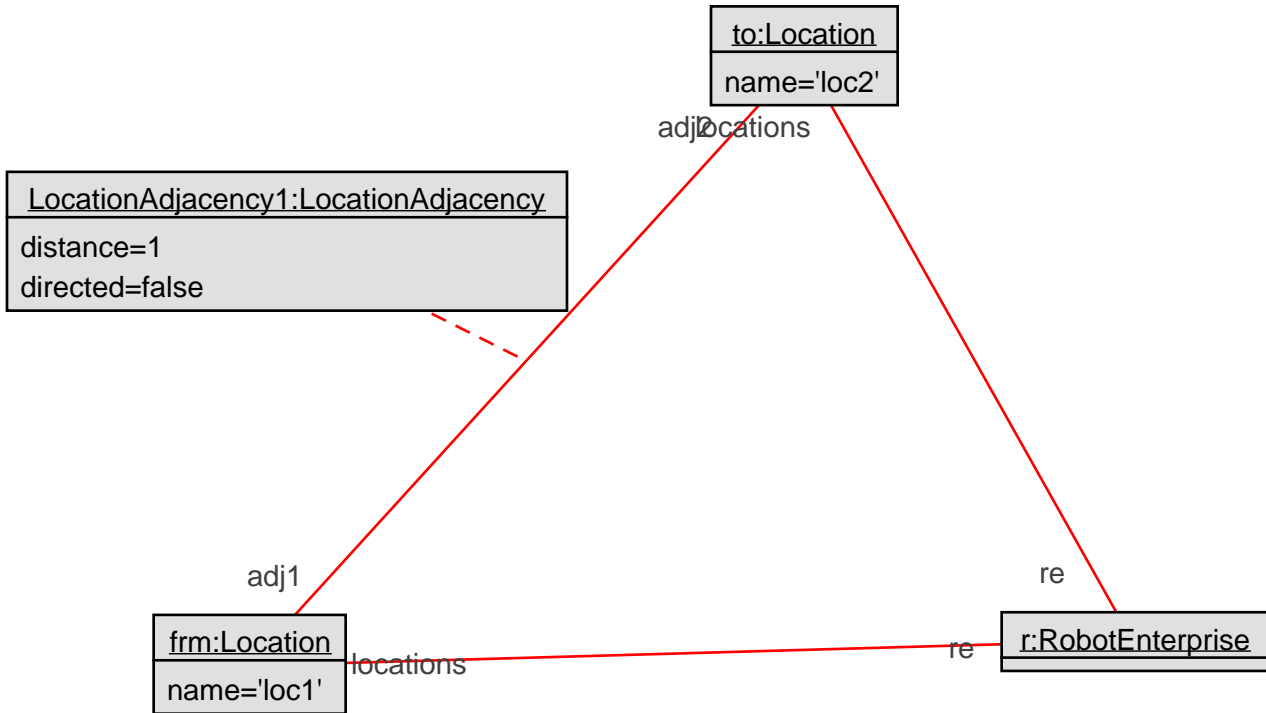 to:Location
name='loc2'
adj2
locations
LocationAdjacency1:LocationAdjacency
distance=1
directed=false
adj1
re
frm:Location
name='loc1'
locations
re
r:RobotEnterprise